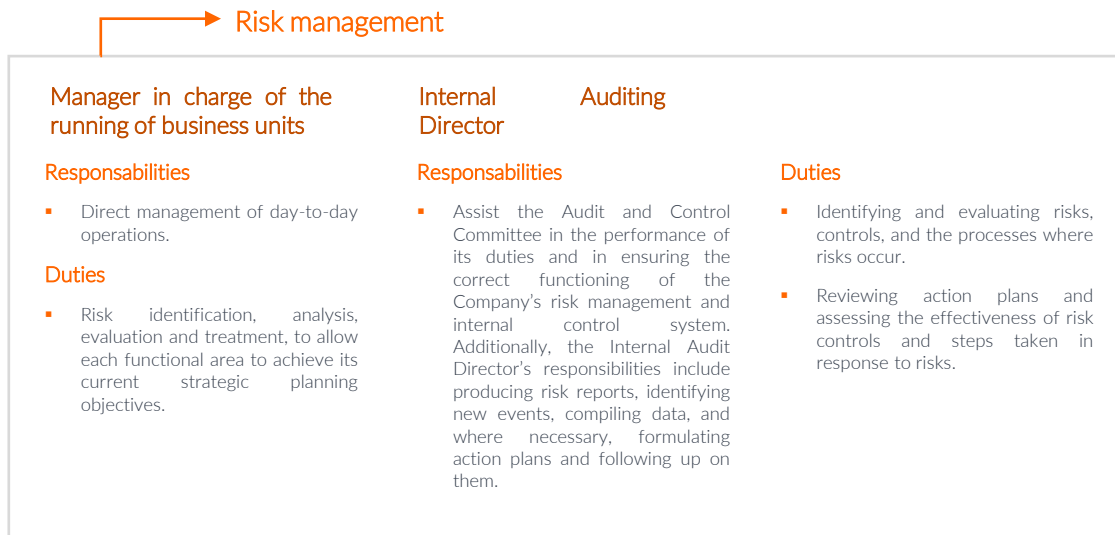 Risk management
Manager in charge of the
running of business units
Responsabilities
▪ Direct management of day-to-day
operations.
Duties
▪ Risk identification, analysis,
evaluation and treatment, to allow
each functional area to achieve its
current strategic planning
objectives.
Internal Auditing
Director
Responsabilities
▪ Assist the Audit and Control
Committee in the performance of
its duties and in ensuring the
correct functioning of the
Company's risk management and
internal control system.
Additionally, the Internal Audit
Director's responsibilities include
producing risk reports, identifying
new events, compiling data, and
where necessary, formulating
action plans and following up on
them.
Duties
▪ Identifying and evaluating risks,
controls, and the processes where
risks occur.
▪ Reviewing action plans and
assessing the effectiveness of risk
controls and steps taken in
response to risks.